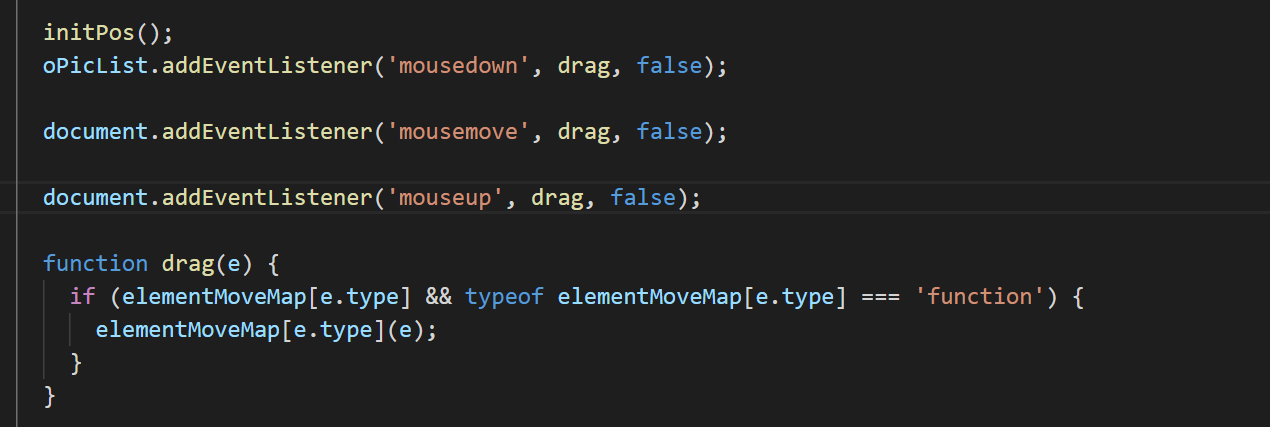 initPos();
oPicList.addEventListener('mousedown', drag, false);
document.addEventListener('mousemove', drag, false);
document.addEventListener('mouseup', drag, false);
function drag(e) {
if (elementMoveMap[e.type] && typeof elementMoveMap[e.type] === 'function') {
elementMoveMap[e.type](e);
}
}